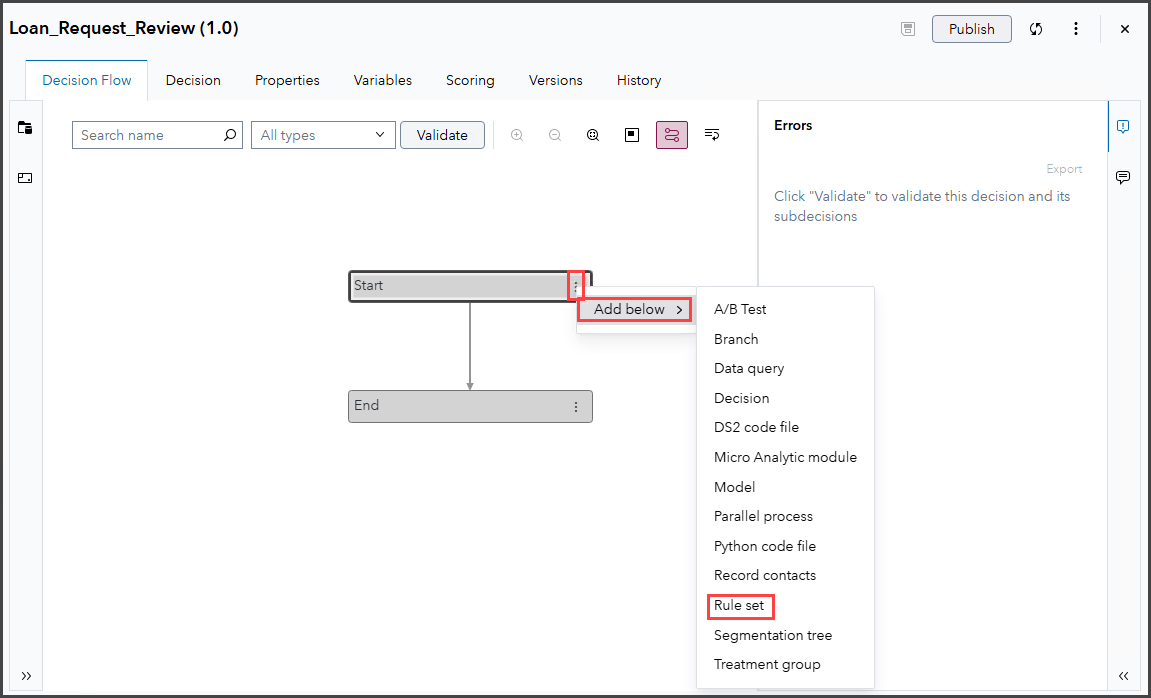 Loan_Request_Review (1.0)
Publish
Decision Flow
Decision
Properties
Variables
Scoring
Versions
History
Search name
All types
Validate
Errors
Export
Click "Validate" to validate this decision and its
subdecisions
Start
Add below
End
A/B Test
Branch
Data query
Decision
DS2 code file
Micro Analytic module
Model
Parallel process
Python code file
Record contacts
Rule set
Segmentation tree
Treatment group